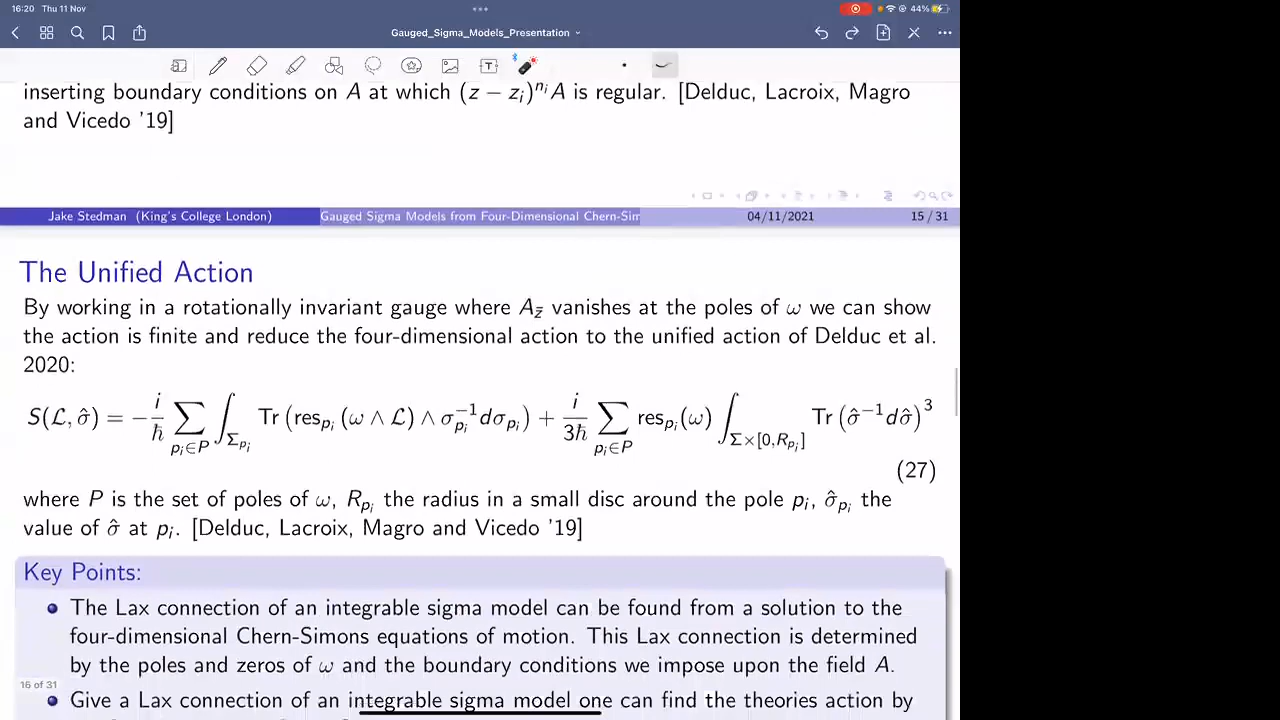 16:20 Thu 11 Nov
44%
Gauged_Sigma_Models_Presentation
T
inserting boundary conditions on A at which (z − z_i)^{n_i} A is regular. [Delduc, Lacroix, Magro
and Vicedo '19]
Jake Stedman (King's College London) Gauged Sigma Models from Four-Dimensional Chern-Sim 04/11/2021 15 / 31
The Unified Action
By working in a rotationally invariant gauge where A_{z̄} vanishes at the poles of ω we can show
the action is finite and reduce the four-dimensional action to the unified action of Delduc et al.
2020:
S(ℒ, σ̂) = −\frac{i}{ℏ} ∑_{p_i∈P} ∫_{Σ_{p_i}} Tr (res_{p_i} (ω ∧ ℒ) ∧ σ_{p_i}^{−1} dσ_{p_i}) + \frac{i}{3ℏ} ∑_{p_i∈P} res_{p_i}(ω) ∫_{Σ×[0,R_{p_i}]} Tr (σ̂^{−1} dσ̂)^3
(27)
where P is the set of poles of ω, R_{p_i} the radius in a small disc around the pole p_i, σ̂_{p_i} the
value of σ̂ at p_i. [Delduc, Lacroix, Magro and Vicedo '19]
Key Points:
The Lax connection of an integrable sigma model can be found from a solution to the
four-dimensional Chern-Simons equations of motion. This Lax connection is determined
by the poles and zeros of ω and the boundary conditions we impose upon the field A.
16 of 31
Give a Lax connection of an integrable sigma model one can find the theories action by